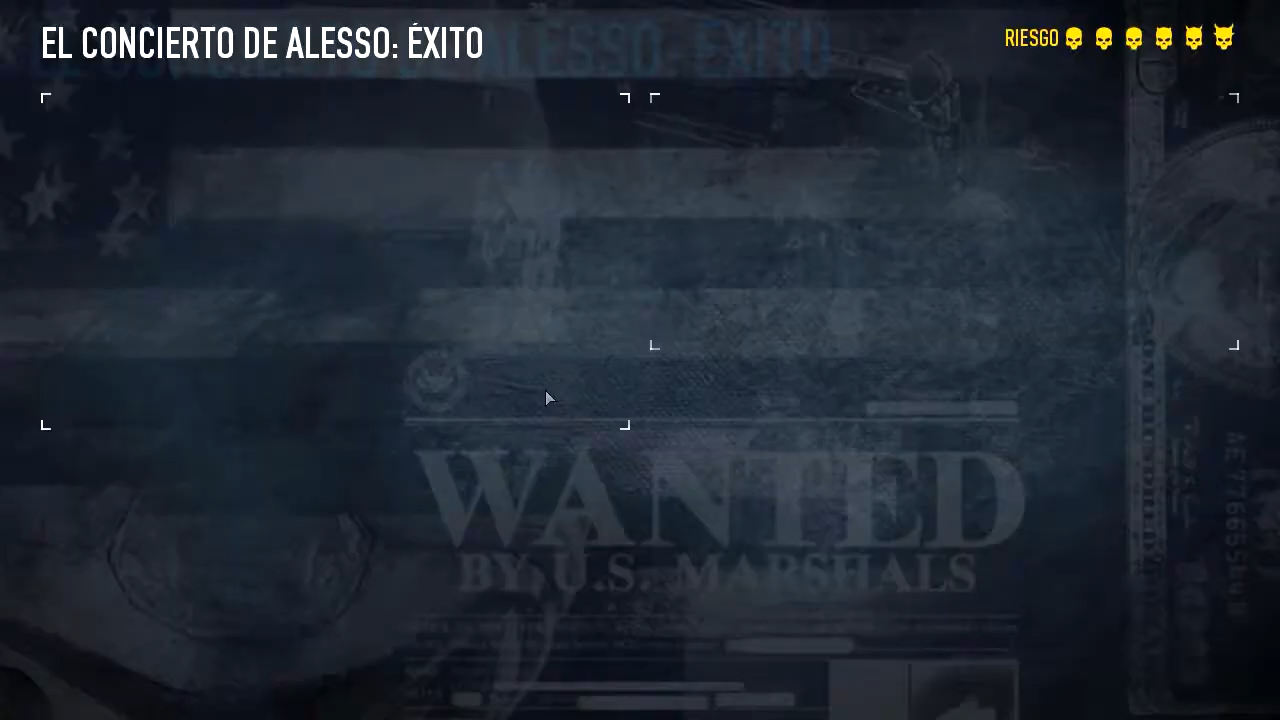 EL CONCIERTO DE ALESSO: ÉXITO
RIESGO
WANTED
BY U.S. MARSHALS